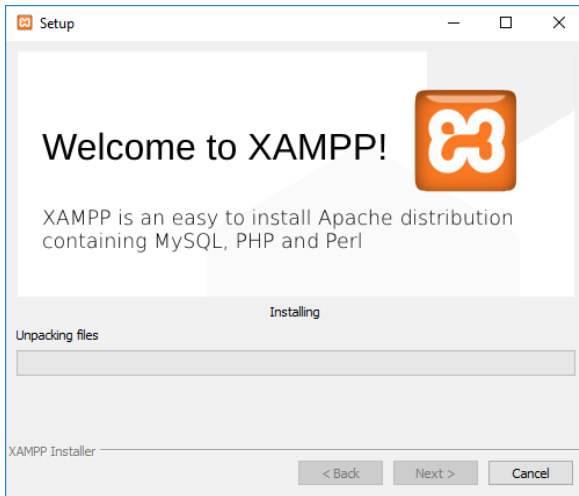 Setup
Welcome to XAMPP!
XAMPP is an easy to install Apache distribution
containing MySQL, PHP and Perl
Installing
Unpacking files
XAMPP Installer
< Back Next > Cancel